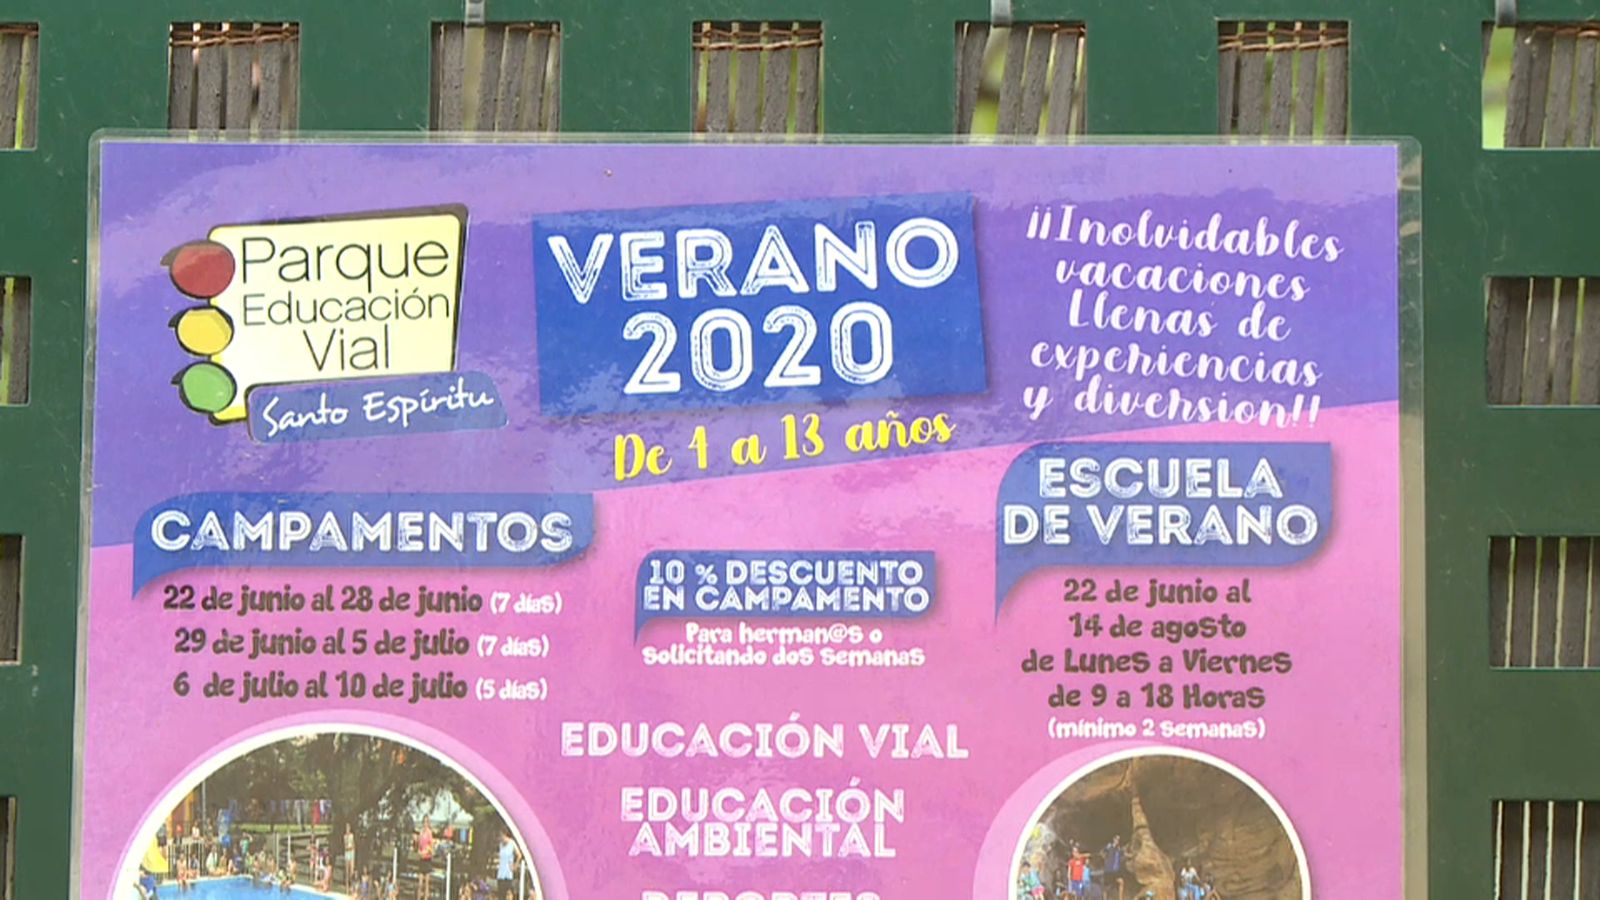 Parque
Educación
Vial
Santo Espíritu
VERANO
2020
De 4 a 13 años
¡¡Inolvidables
vacaciones
Llenas de
experiencias
y diversion!!
CAMPAMENTOS
22 de junio al 28 de junio (7 días)
29 de junio al 5 de julio (7 días)
6 de julio al 10 de julio (5 días)
10 % DESCUENTO
EN CAMPAMENTO
Para herman@s o
solicitando dos semanas
ESCUELA
DE VERANO
22 de junio al
14 de agosto
de Lunes a Viernes
de 9 a 18 Horas
(mínimo 2 semanas)
EDUCACIÓN VIAL
EDUCACIÓN
AMBIENTAL
DEPORTES